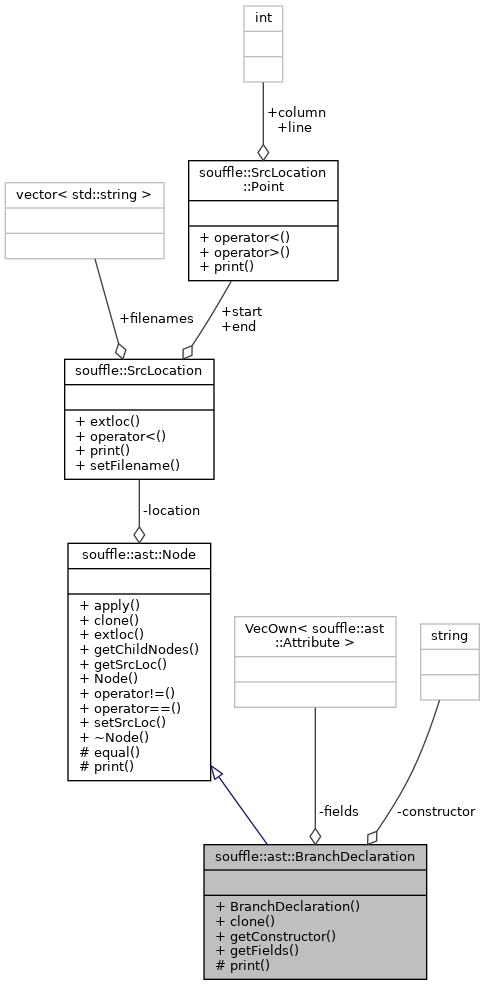 int
+column
+line
souffle::SrcLocation
::Point
+ operator<()
+ operator>()
+ print()
vector< std::string >
+filenames
+start
+end
souffle::SrcLocation
+ extloc()
+ operator<()
+ print()
+ setFilename()
-location
souffle::ast::Node
+ apply()
+ clone()
+ extloc()
+ getChildNodes()
+ getSrcLoc()
+ Node()
+ operator!=()
+ operator==()
+ setSrcLoc()
+ ~Node()
# equal()
# print()
VecOwn< souffle::ast
::Attribute >
string
-fields
-constructor
souffle::ast::BranchDeclaration
+ BranchDeclaration()
+ clone()
+ getConstructor()
+ getFields()
# print()